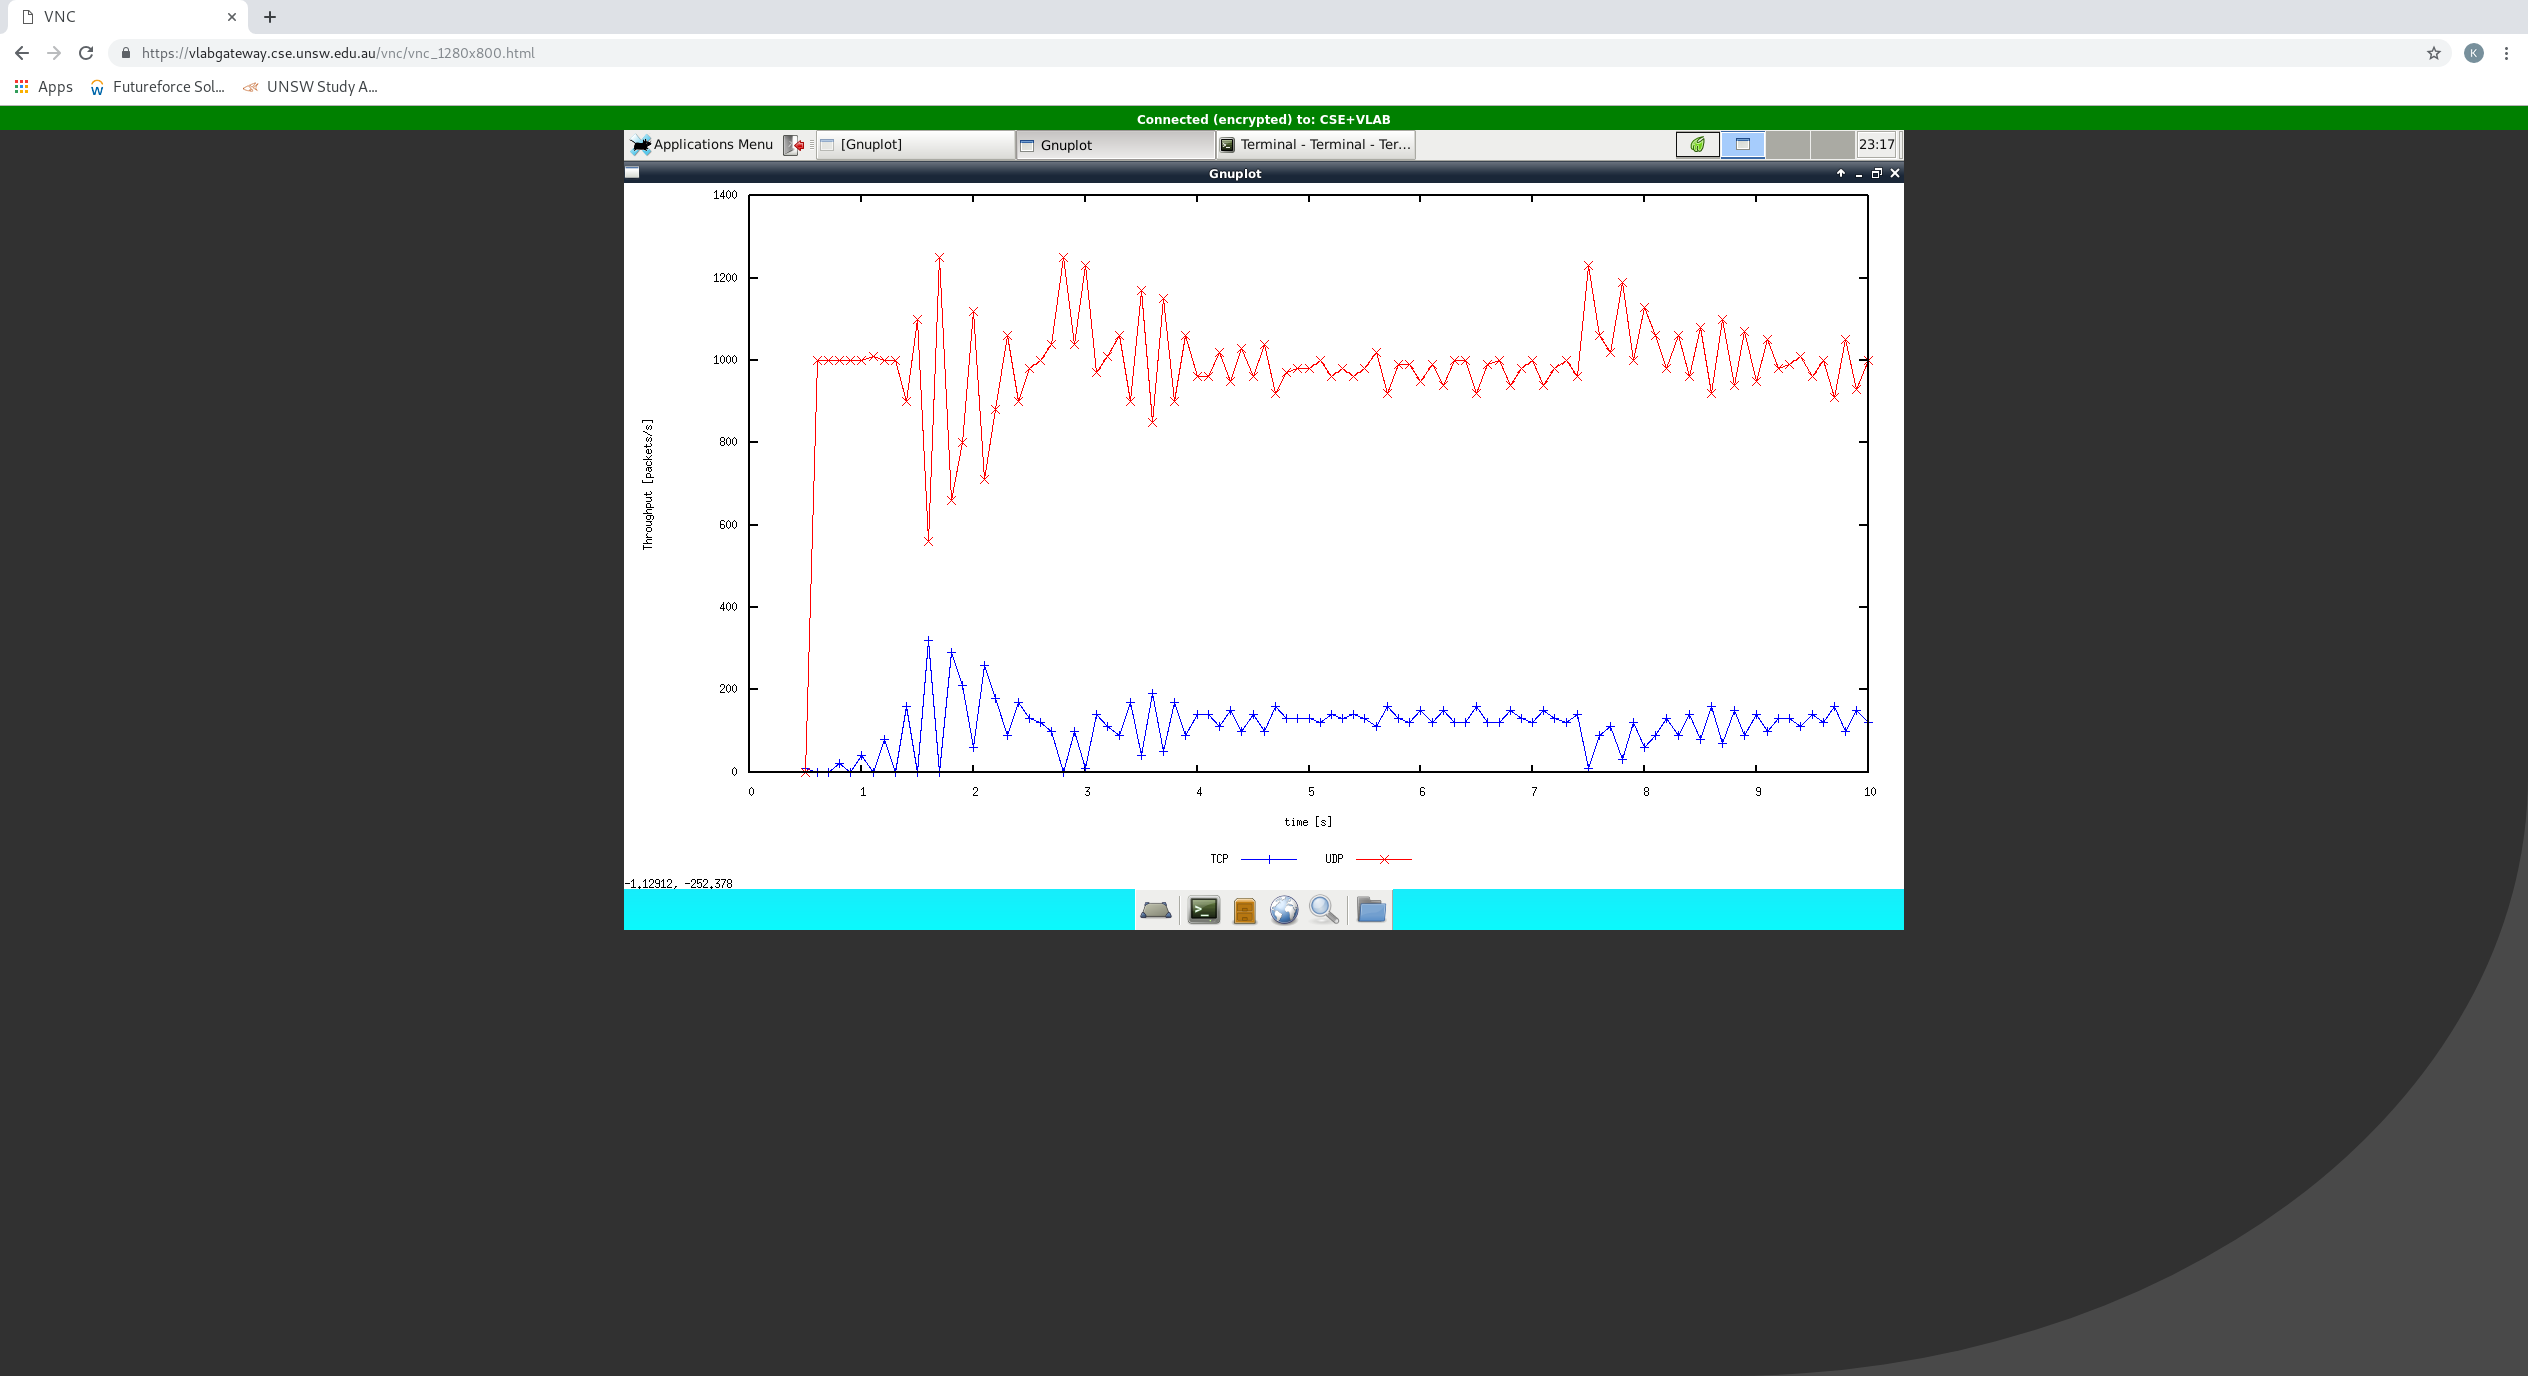 VNC
https://vlabgateway.cse.unsw.edu.au/vnc/vnc_1280x800.html
K
Apps Futureforce Sol... UNSW Study A...
Connected (encrypted) to: CSE+VLAB
Applications Menu [Gnuplot] Gnuplot Terminal - Terminal - Ter... 23:17
Gnuplot
1400
1200
1000
800
600
400
200
0
Throughput [packets/s]
0 1 2 3 4 5 6 7 8 9 10
time [s]
TCP UDP
-1.12912, -252.378